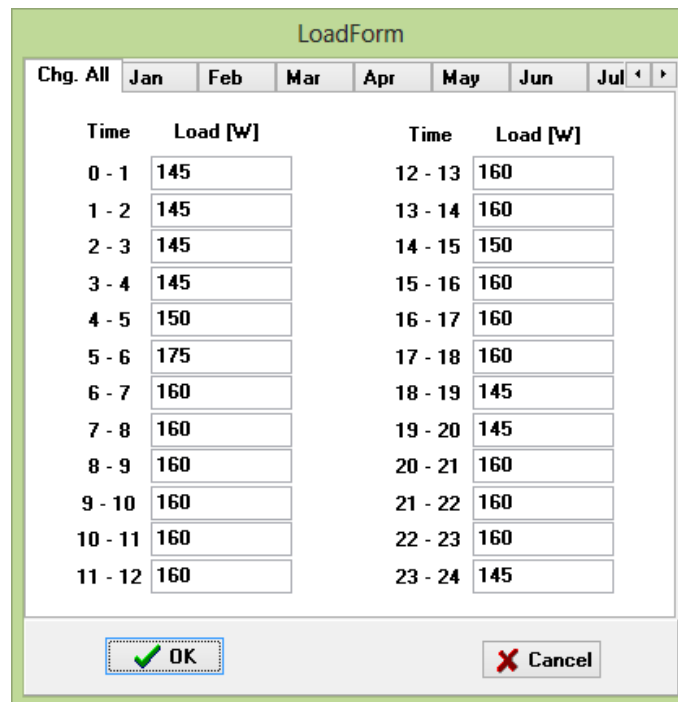 LoadForm
Chg. All Jan Feb Mar Apr May Jun Jul
Time Load [W] Time Load [W]
0 - 1 145 12 - 13 160
1 - 2 145 13 - 14 160
2 - 3 145 14 - 15 150
3 - 4 145 15 - 16 160
4 - 5 150 16 - 17 160
5 - 6 175 17 - 18 160
6 - 7 160 18 - 19 145
7 - 8 160 19 - 20 145
8 - 9 160 20 - 21 160
9 - 10 160 21 - 22 160
10 - 11 160 22 - 23 160
11 - 12 160 23 - 24 145
OK Cancel